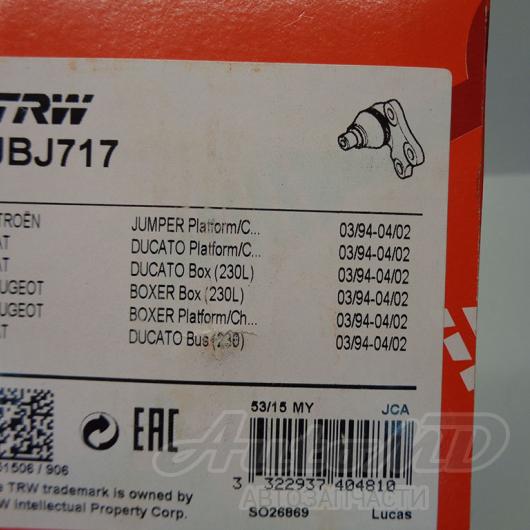 TRW
JBJ717
TROËN JUMPER Platform/C... 03/94-04/02
AT DUCATO Platform/C... 03/94-04/02
AT DUCATO Box (230L) 03/94-04/02
UGEOT BOXER Box (230L) 03/94-04/02
UGEOT BOXER Platform/Ch... 03/94-04/02
AT DUCATO Bus (230) 03/94-04/02
53/15 MY JCA
EAC
61506 / 906
3 322937 404810
e TRW trademark is owned by
W Intellectual Property Corp.
SO26869 Lucas
АВТОЗАПЧАСТИ